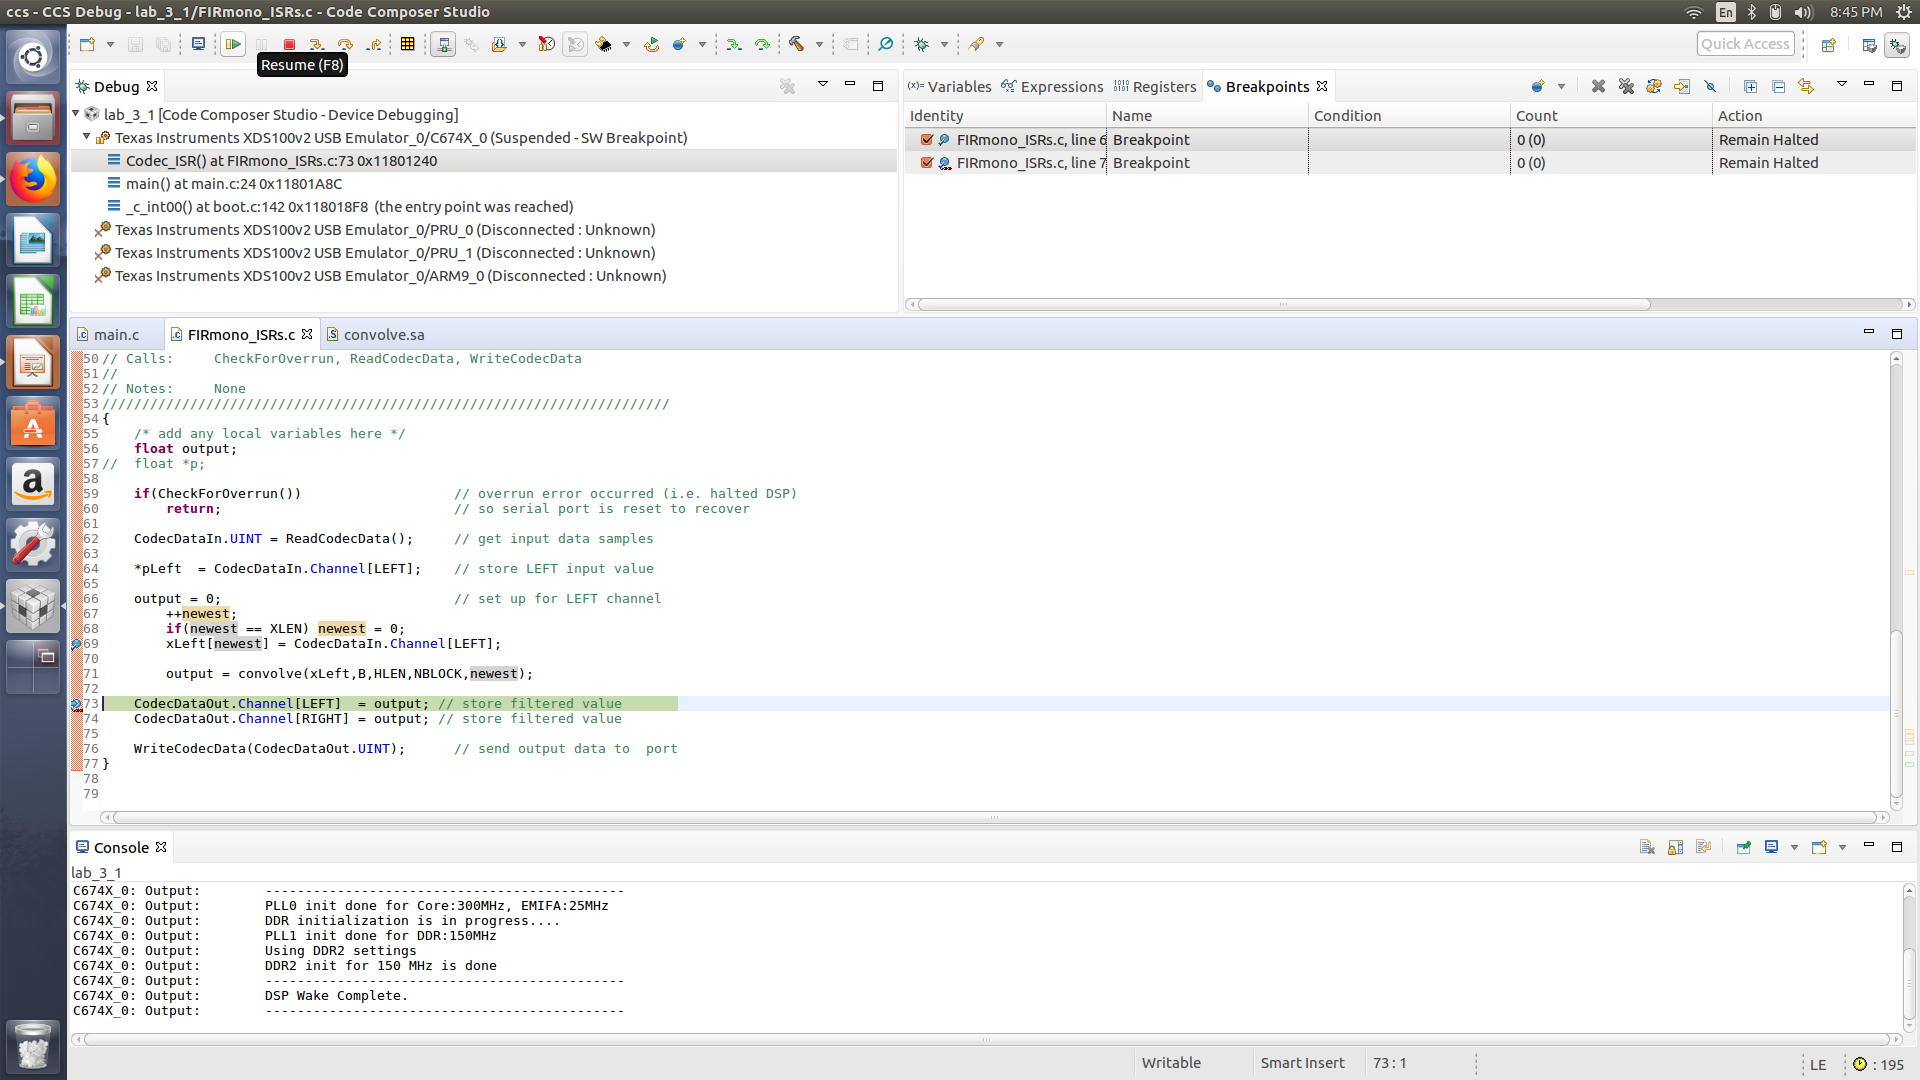 ccs - CCS Debug - lab_3_1/FIRmono_ISRs.c - Code Composer Studio
En
8:45 PM
Quick Access
Resume (F8)
Debug
lab_3_1 [Code Composer Studio - Device Debugging]
Texas Instruments XDS100v2 USB Emulator_0/C674X_0 (Suspended - SW Breakpoint)
Codec_ISR() at FIRmono_ISRs.c:73 0x11801240
main() at main.c:24 0x11801A8C
_c_int00() at boot.c:142 0x118018F8 (the entry point was reached)
Texas Instruments XDS100v2 USB Emulator_0/PRU_0 (Disconnected : Unknown)
Texas Instruments XDS100v2 USB Emulator_0/PRU_1 (Disconnected : Unknown)
Texas Instruments XDS100v2 USB Emulator_0/ARM9_0 (Disconnected : Unknown)
(x)= Variables Expressions Registers Breakpoints
Identity Name Condition Count Action
FIRmono_ISRs.c, line 6 Breakpoint 0 (0) Remain Halted
FIRmono_ISRs.c, line 7 Breakpoint 0 (0) Remain Halted
main.c FIRmono_ISRs.c convolve.sa
50 // Calls: CheckForOverrun, ReadCodecData, WriteCodecData
51 //
52 // Notes: None
53 ///////////////////////////////////////////////////////////////////////
54 {
55 /* add any local variables here */
56 float output;
57 // float *p;
58
59 if(CheckForOverrun()) // overrun error occurred (i.e. halted DSP)
60 return; // so serial port is reset to recover
61
62 CodecDataIn.UINT = ReadCodecData(); // get input data samples
63
64 *pLeft = CodecDataIn.Channel[LEFT]; // store LEFT input value
65
66 output = 0; // set up for LEFT channel
67 ++newest;
68 if(newest == XLEN) newest = 0;
69 xLeft[newest] = CodecDataIn.Channel[LEFT];
70
71 output = convolve(xLeft,B,HLEN,NBLOCK,newest);
72
73 CodecDataOut.Channel[LEFT] = output; // store filtered value
74 CodecDataOut.Channel[RIGHT] = output; // store filtered value
75
76 WriteCodecData(CodecDataOut.UINT); // send output data to port
77 }
78
79
Console
lab_3_1
C674X_0: Output: ---------------------------------------------
C674X_0: Output: PLL0 init done for Core:300MHz, EMIFA:25MHz
C674X_0: Output: DDR initialization is in progress....
C674X_0: Output: PLL1 init done for DDR:150MHz
C674X_0: Output: Using DDR2 settings
C674X_0: Output: DDR2 init for 150 MHz is done
C674X_0: Output: ---------------------------------------------
C674X_0: Output: DSP Wake Complete.
C674X_0: Output: ---------------------------------------------
Writable Smart Insert 73 : 1 LE : 195